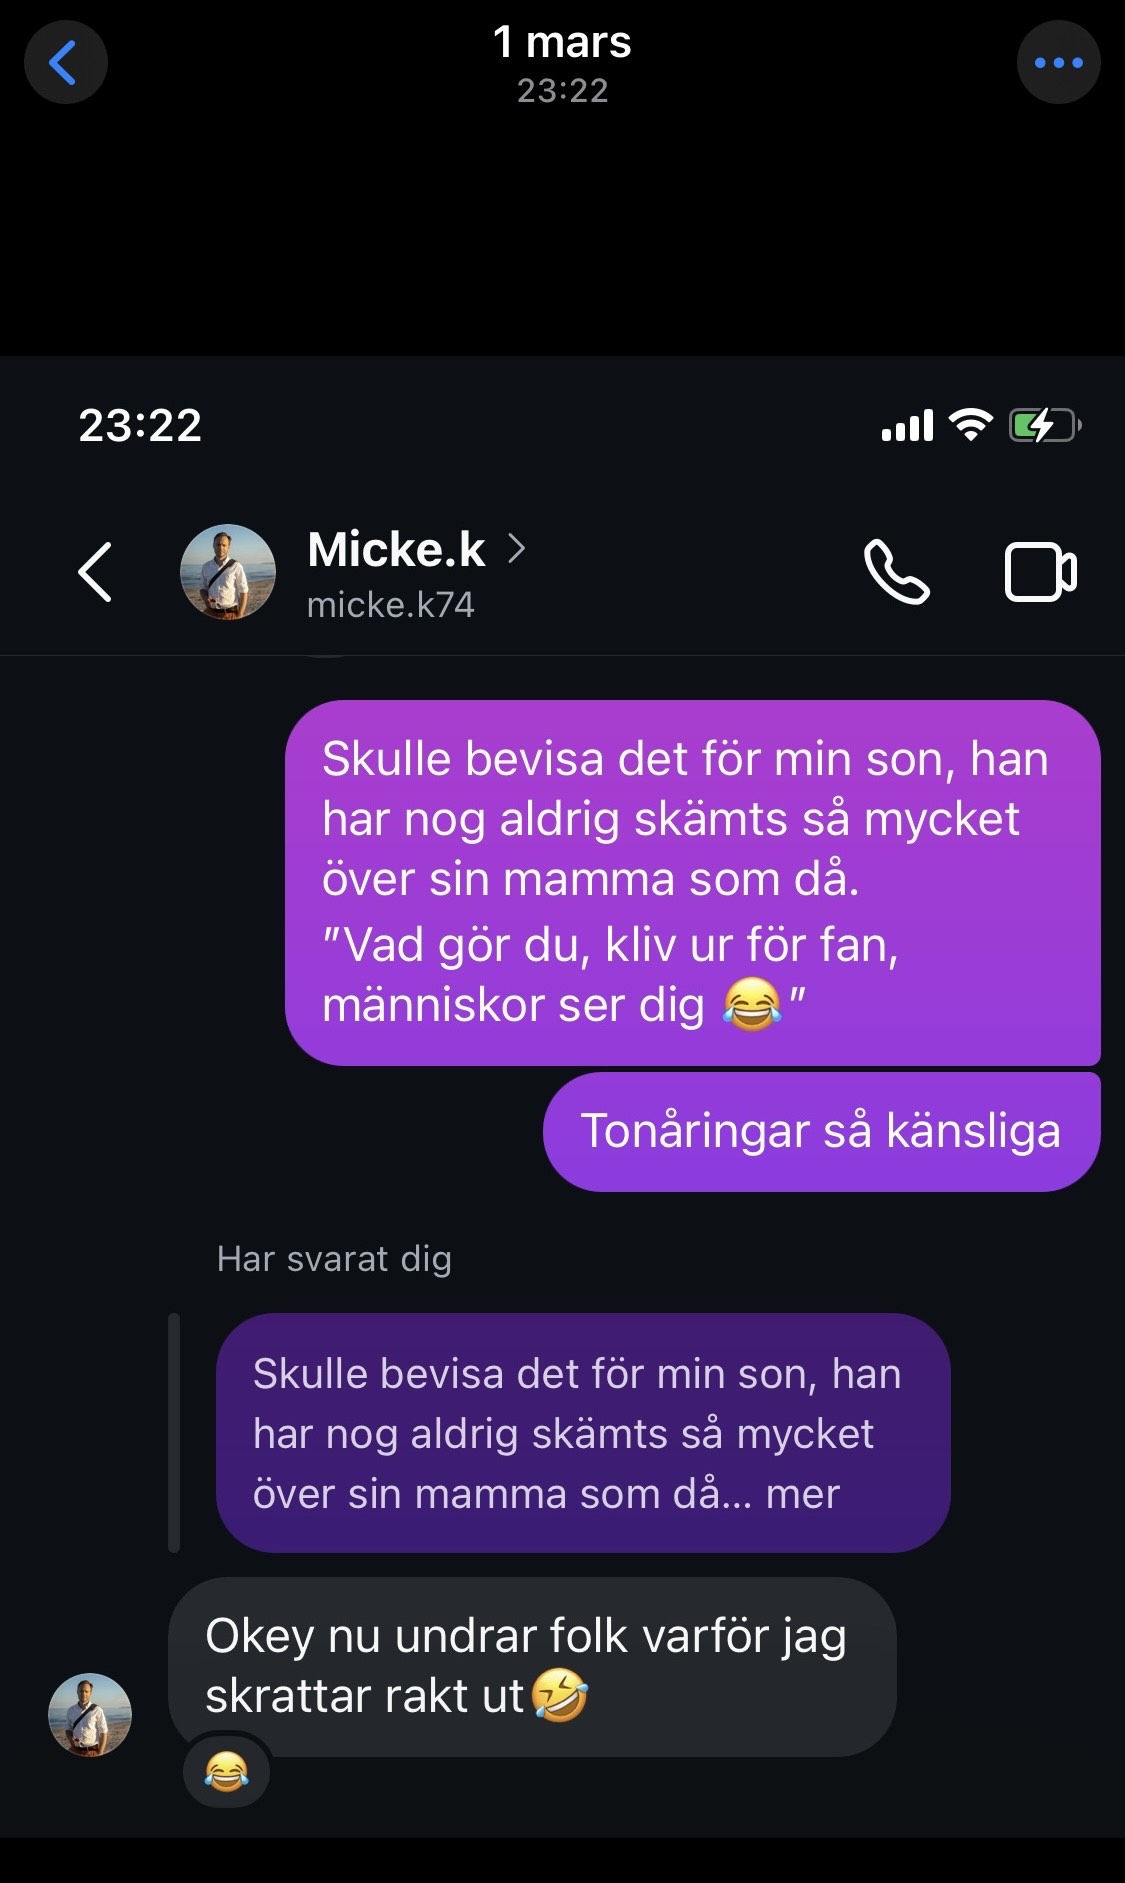 1 mars
23:22
23:22
Micke.k
micke.k74
Skulle bevisa det för min son, han
har nog aldrig skämts så mycket
över sin mamma som då.
"Vad gör du, kliv ur för fan,
människor ser dig 😂"
Tonåringar så känsliga
Har svarat dig
Skulle bevisa det för min son, han
har nog aldrig skämts så mycket
över sin mamma som då... mer
Okey nu undrar folk varför jag
skrattar rakt ut🤣
😂